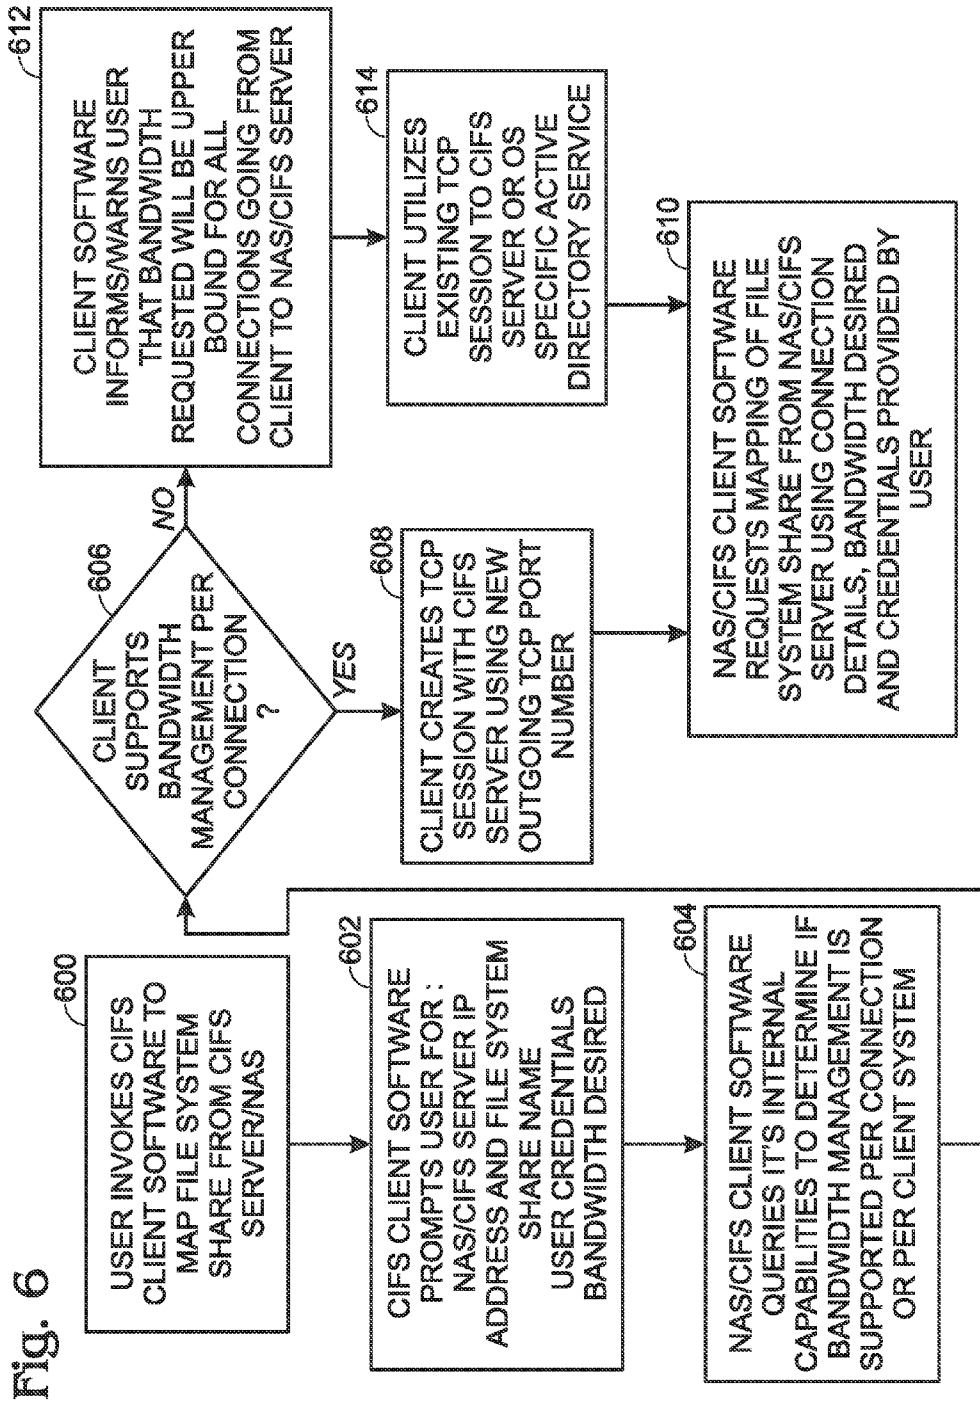 Fig. 6
600
USER INVOKES CIFS
CLIENT SOFTWARE TO
MAP FILE SYSTEM
SHARE FROM CIFS
SERVER/NAS
602
CIFS CLIENT SOFTWARE
PROMPTS USER FOR :
NAS/CIFS SERVER IP
ADDRESS AND FILE SYSTEM
SHARE NAME
USER CREDENTIALS
BANDWIDTH DESIRED
604
NAS/CIFS CLIENT SOFTWARE
QUERIES IT'S INTERNAL
CAPABILITIES TO DETERMINE IF
BANDWIDTH MANAGEMENT IS
SUPPORTED PER CONNECTION
OR PER CLIENT SYSTEM
606
CLIENT
SUPPORTS
BANDWIDTH
MANAGEMENT PER
CONNECTION
?
YES
NO
608
CLIENT CREATES TCP
SESSION WITH CIFS
SERVER USING NEW
OUTGOING TCP PORT
NUMBER
612
CLIENT SOFTWARE
INFORMS/WARNS USER
THAT BANDWIDTH
REQUESTED WILL BE UPPER
BOUND FOR ALL
CONNECTIONS GOING FROM
CLIENT TO NAS/CIFS SERVER
614
CLIENT UTILIZES
EXISTING TCP
SESSION TO CIFS
SERVER OR OS
SPECIFIC ACTIVE
DIRECTORY SERVICE
610
NAS/CIFS CLIENT SOFTWARE
REQUESTS MAPPING OF FILE
SYSTEM SHARE FROM NAS/CIFS
SERVER USING CONNECTION
DETAILS, BANDWIDTH DESIRED
AND CREDENTIALS PROVIDED BY
USER